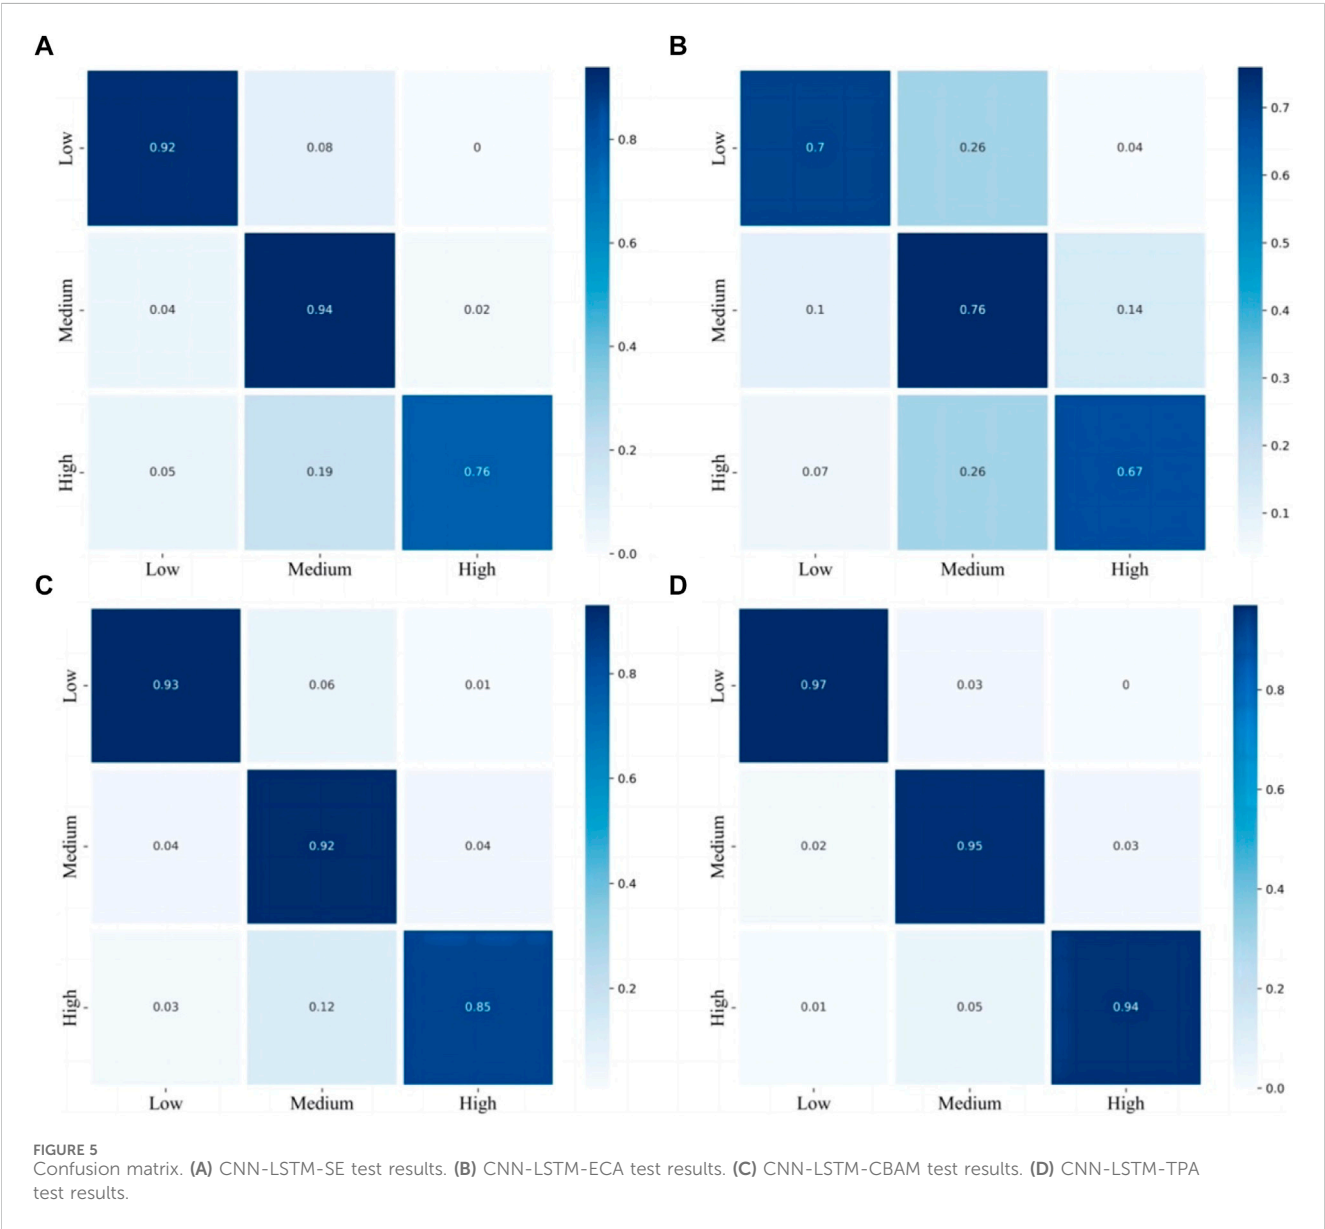 A
B
Low
0.92
0.08
0
0.8
Medium
0.04
0.94
0.02
0.6
0.4
High
0.05
0.19
0.76
0.2
0.0
Low
Medium
High
Low
0.7
0.26
0.04
0.7
0.6
Medium
0.1
0.76
0.14
0.5
0.4
0.3
High
0.07
0.26
0.67
0.2
0.1
Low
Medium
High
C
D
Low
0.93
0.06
0.01
0.8
Medium
0.04
0.92
0.04
0.6
0.4
High
0.03
0.12
0.85
0.2
Low
Medium
High
Low
0.97
0.03
0
0.8
Medium
0.02
0.95
0.03
0.6
0.4
High
0.01
0.05
0.94
0.2
0.0
Low
Medium
High
FIGURE 5
Confusion matrix. (A) CNN-LSTM-SE test results. (B) CNN-LSTM-ECA test results. (C) CNN-LSTM-CBAM test results. (D) CNN-LSTM-TPA
test results.